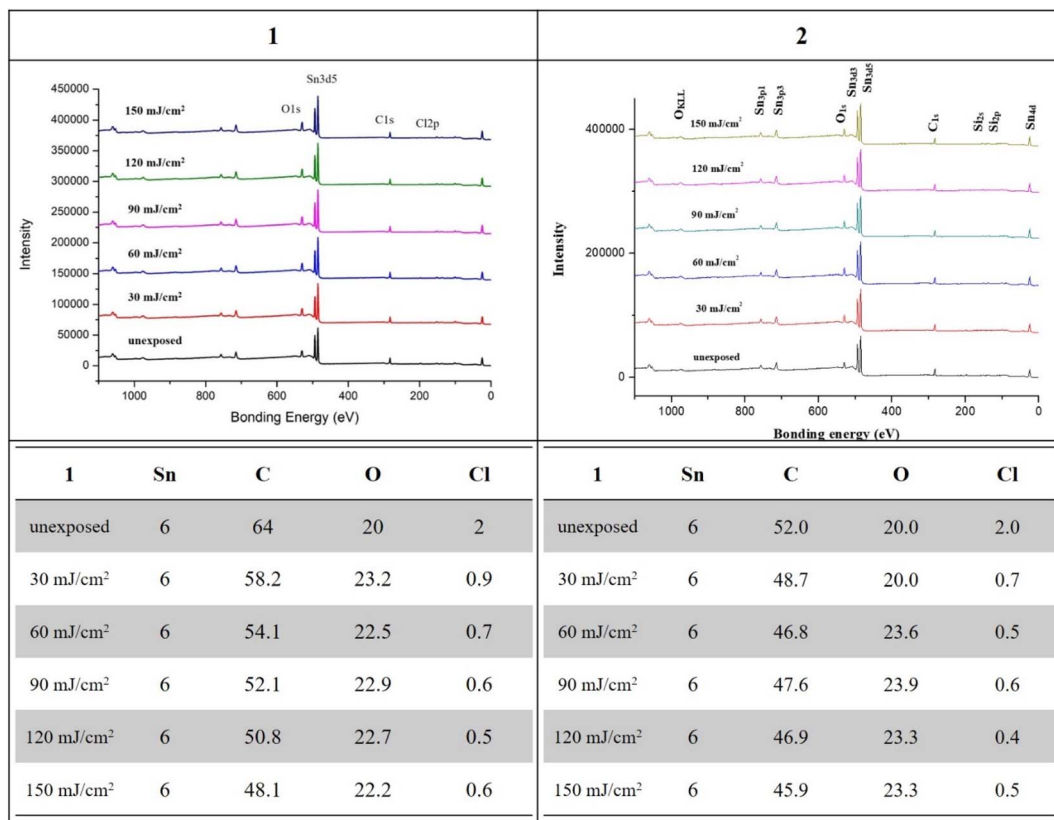 1
2
450000
400000
350000
300000
250000
200000
150000
100000
50000
0
Intensity
Sn3d5
O1s
C1s
Cl2p
150 mJ/cm²
120 mJ/cm²
90 mJ/cm²
60 mJ/cm²
30 mJ/cm²
unexposed
1000 800 600 400 200 0
Bonding Energy (eV)
400000
200000
0
Intensity
OKLL
Sn3p1
Sn3p3
O1s
Sn3d3
Sn3d5
C1s
Si2s
Si2p
Sn4d
150 mJ/cm²
120 mJ/cm²
90 mJ/cm²
60 mJ/cm²
30 mJ/cm²
unexposed
1000 800 600 400 200 0
Bonding energy (eV)
1 Sn C O Cl
unexposed 6 64 20 2
30 mJ/cm² 6 58.2 23.2 0.9
60 mJ/cm² 6 54.1 22.5 0.7
90 mJ/cm² 6 52.1 22.9 0.6
120 mJ/cm² 6 50.8 22.7 0.5
150 mJ/cm² 6 48.1 22.2 0.6
1 Sn C O Cl
unexposed 6 52.0 20.0 2.0
30 mJ/cm² 6 48.7 20.0 0.7
60 mJ/cm² 6 46.8 23.6 0.5
90 mJ/cm² 6 47.6 23.9 0.6
120 mJ/cm² 6 46.9 23.3 0.4
150 mJ/cm² 6 45.9 23.3 0.5